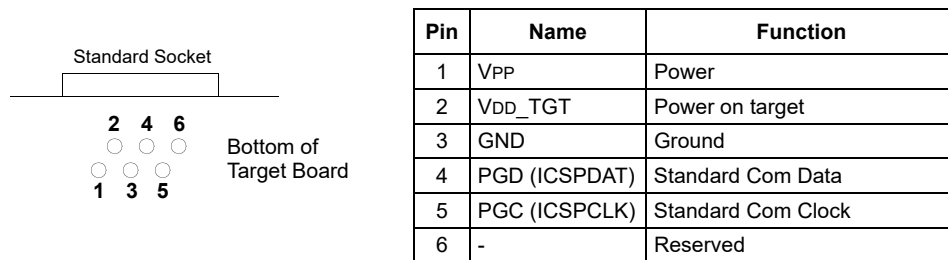 Standard Socket
2 4 6
Bottom of
Target Board
1 3 5
Pin Name Function
1 VPP Power
2 VDD_TGT Power on target
3 GND Ground
4 PGD (ICSPDAT) Standard Com Data
5 PGC (ICSPCLK) Standard Com Clock
6 - Reserved